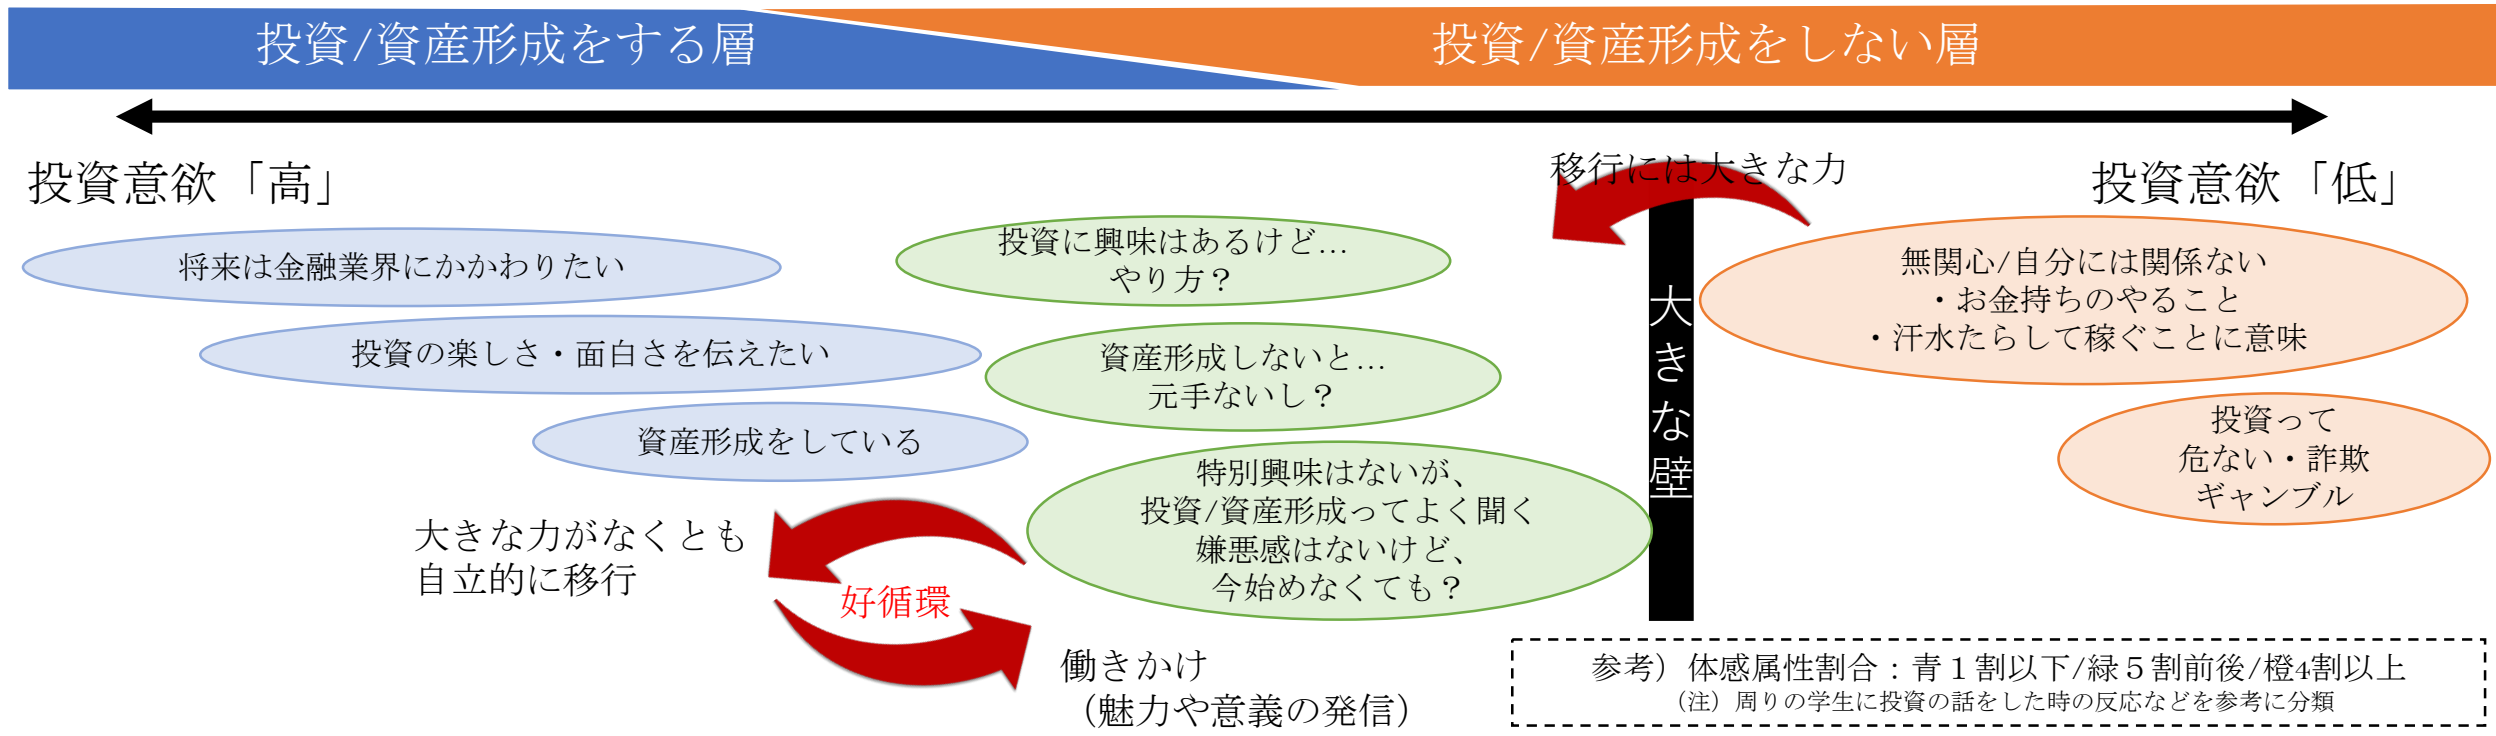 投資/資産形成をする層
投資/資産形成をしない層
投資意欲「高」
移行には大きな力
投資意欲「低」
将来は金融業界にかかわりたい
投資の楽しさ・面白さを伝えたい
資産形成をしている
投資に興味はあるけど…
やり方？
資産形成しないと…
元手ないし？
特別興味はないが、
投資/資産形成ってよく聞く
嫌悪感はないけど、
今始めなくても？
大きな壁
無関心/自分には関係ない
・お金持ちのやること
・汗水たらして稼ぐことに意味
投資って
危ない・詐欺
ギャンブル
大きな力がなくとも
自立的に移行
好循環
働きかけ
（魅力や意義の発信）
参考）体感属性割合：青１割以下/緑５割前後/橙4割以上
（注）周りの学生に投資の話をした時の反応などを参考に分類